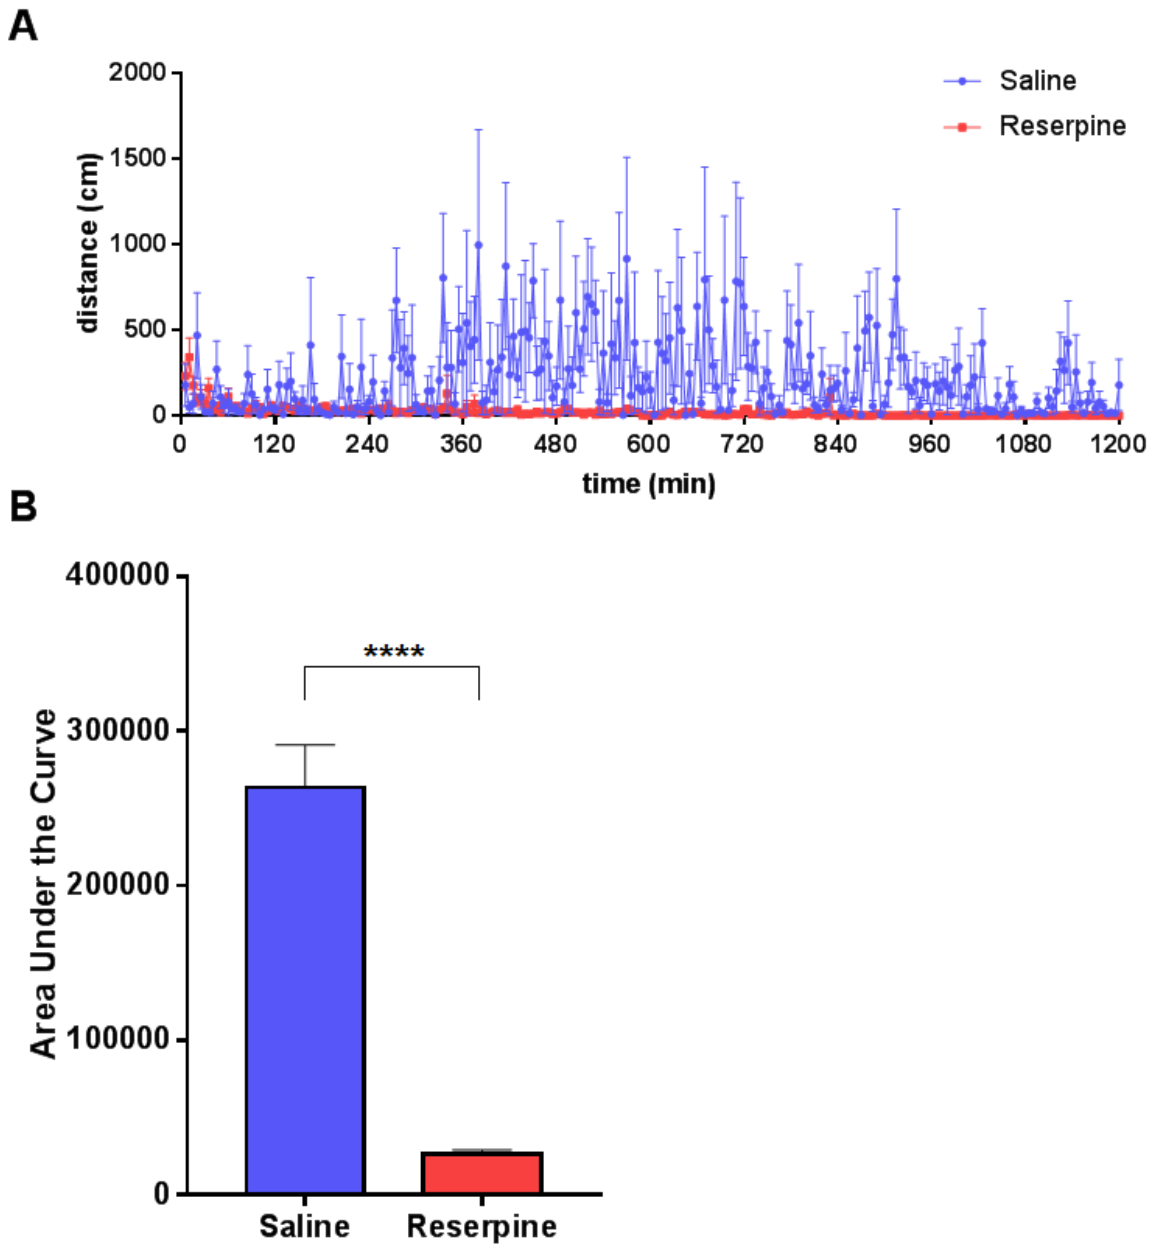 A
2000
1500
1000
500
0
distance (cm)
Saline
Reserpine
0 120 240 360 480 600 720 840 960 1080 1200
time (min)
B
400000
300000
200000
100000
0
Area Under the Curve
****
Saline Reserpine